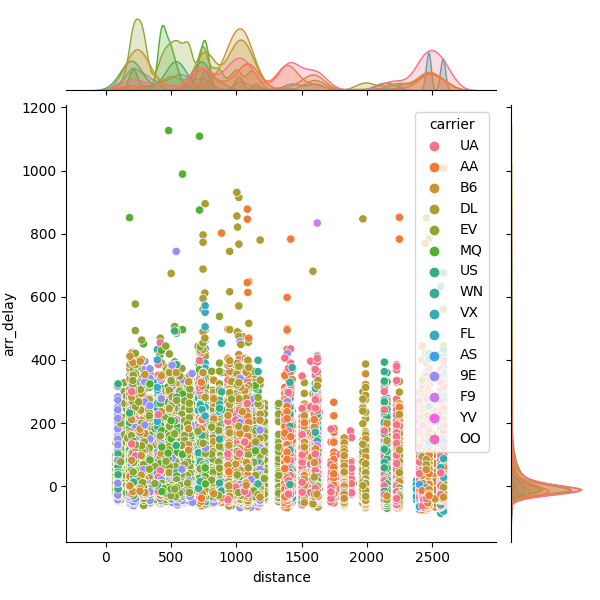 1200
1000
800
600
400
200
0
arr_delay
carrier
UA
AA
B6
DL
EV
MQ
US
WN
VX
FL
AS
9E
F9
YV
OO
0
500
1000
1500
2000
2500
distance